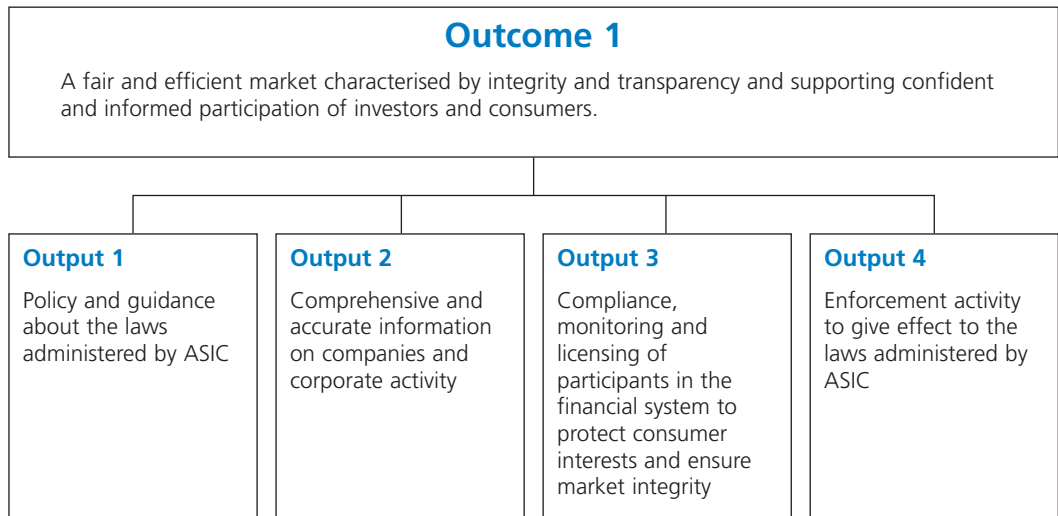 Outcome 1
A fair and efficient market characterised by integrity and transparency and supporting confident
and informed participation of investors and consumers.
Output 1
Policy and guidance
about the laws
administered by ASIC
Output 2
Comprehensive and
accurate information
on companies and
corporate activity
Output 3
Compliance,
monitoring and
licensing of
participants in the
financial system to
protect consumer
interests and ensure
market integrity
Output 4
Enforcement activity
to give effect to the
laws administered by
ASIC